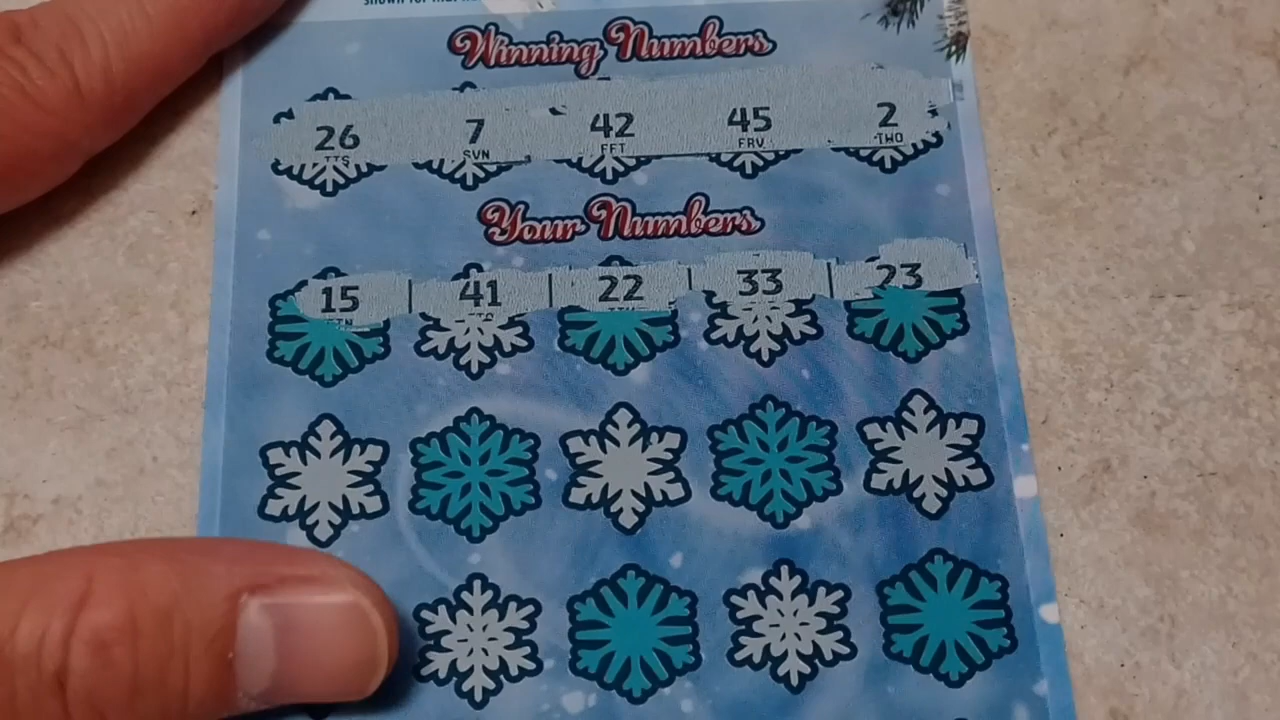 Winning Numbers
26 7 42 45 2
TTS SVN FFT FRV TWO
Your Numbers
15 41 22 33 23